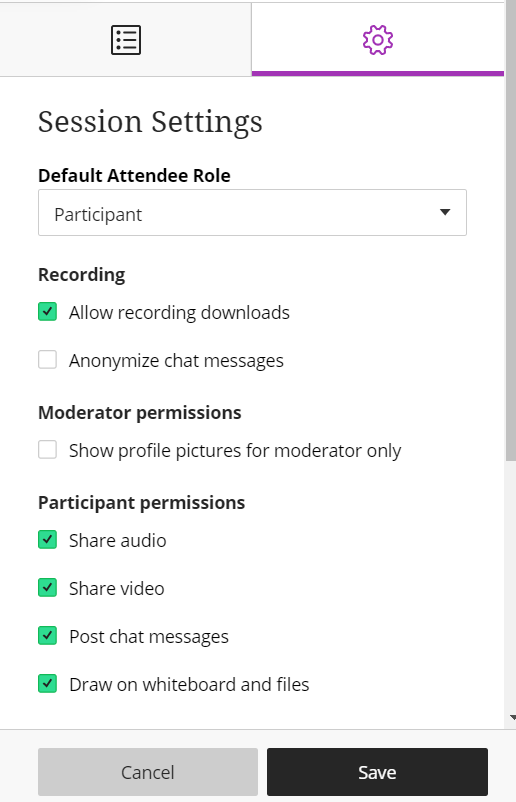 Session Settings
Default Attendee Role
Participant
Recording
Allow recording downloads
Anonymize chat messages
Moderator permissions
Show profile pictures for moderator only
Participant permissions
Share audio
Share video
Post chat messages
Draw on whiteboard and files
Cancel
Save